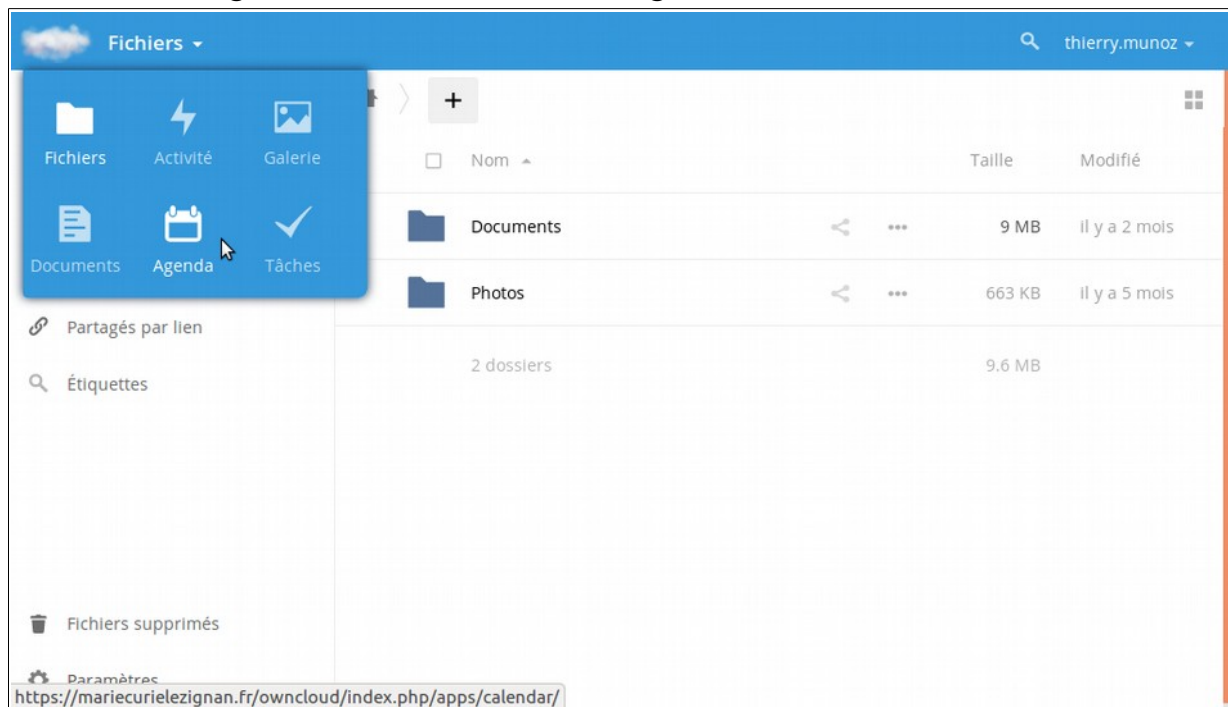 Fichiers
thierry.munoz
Fichiers Activité Galerie
Documents Agenda Tâches
+
Nom Taille Modifié
Documents 9 MB il y a 2 mois
Photos 663 KB il y a 5 mois
2 dossiers 9.6 MB
Partagés par lien
Étiquettes
Fichiers supprimés
Paramètres
https://mariecurielezignan.fr/owncloud/index.php/apps/calendar/